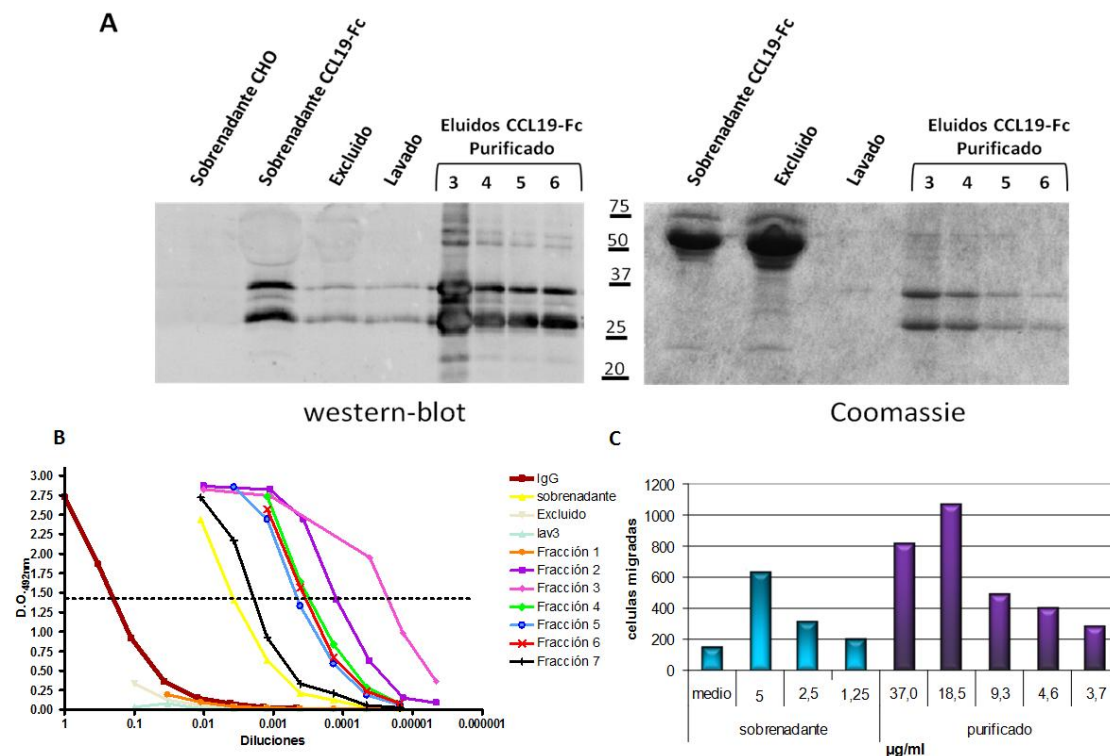 A
Sobrenadante CHO
Sobrenadante CCL19-Fc
Excluido
Lavado
Eluidos CCL19-Fc
Purificado
3 4 5 6
75
50
37
25
20
Sobrenadante CCL19-Fc
Excluido
Lavado
Eluidos CCL19-Fc
Purificado
3 4 5 6
western-blot
Coomassie
B
D.O.-492nm
3.00
2.75
2.50
2.25
2.00
1.75
1.50
1.25
1.00
0.75
0.50
0.25
0.00
1 0.1 0.01 0.001 0.0001 0.00001 0.000001
Diluciones
IgG
sobrenadante
Excluido
lav3
Fracción 1
Fracción 2
Fracción 3
Fracción 4
Fracción 5
Fracción 6
Fracción 7
C
celulas migradas
1200
1000
800
600
400
200
0
medio 5 2,5 1,25 37,0 18,5 9,3 4,6 3,7
sobrenadante purificado
µg/ml